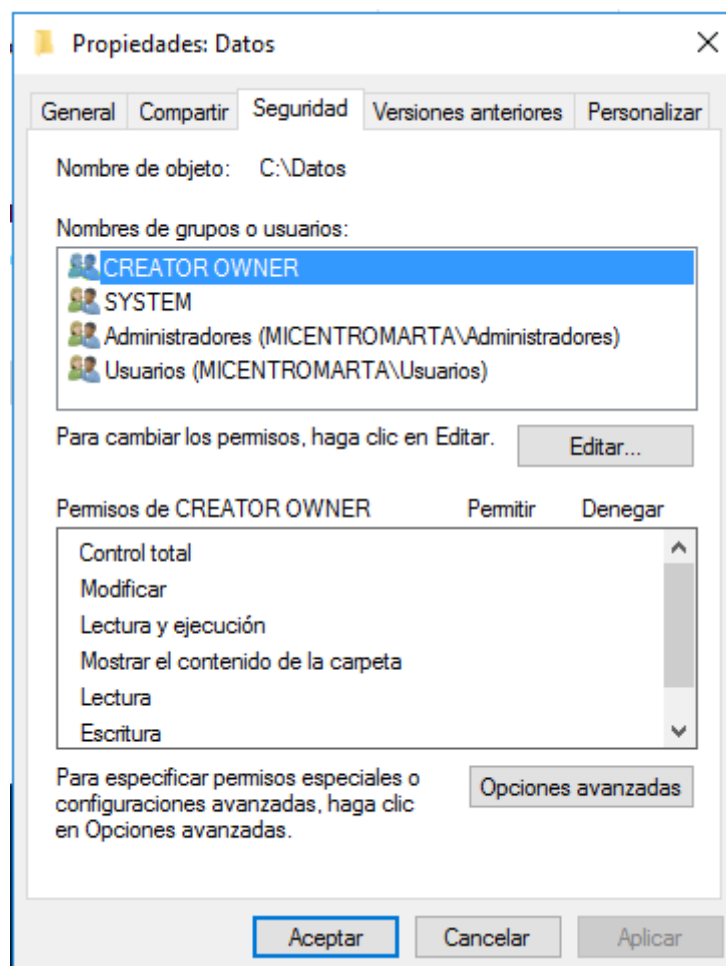 Propiedades: Datos
General Compartir Seguridad Versiones anteriores Personalizar
Nombre de objeto: C:\Datos
Nombres de grupos o usuarios:
CREATOR OWNER
SYSTEM
Administradores (MICENTROMARTA\Administradores)
Usuarios (MICENTROMARTA\Usuarios)
Para cambiar los permisos, haga clic en Editar. Editar...
Permisos de CREATOR OWNER Permitir Denegar
Control total
Modificar
Lectura y ejecución
Mostrar el contenido de la carpeta
Lectura
Escritura
Para especificar permisos especiales o
configuraciones avanzadas, haga clic
en Opciones avanzadas.
Opciones avanzadas
Aceptar Cancelar Aplicar